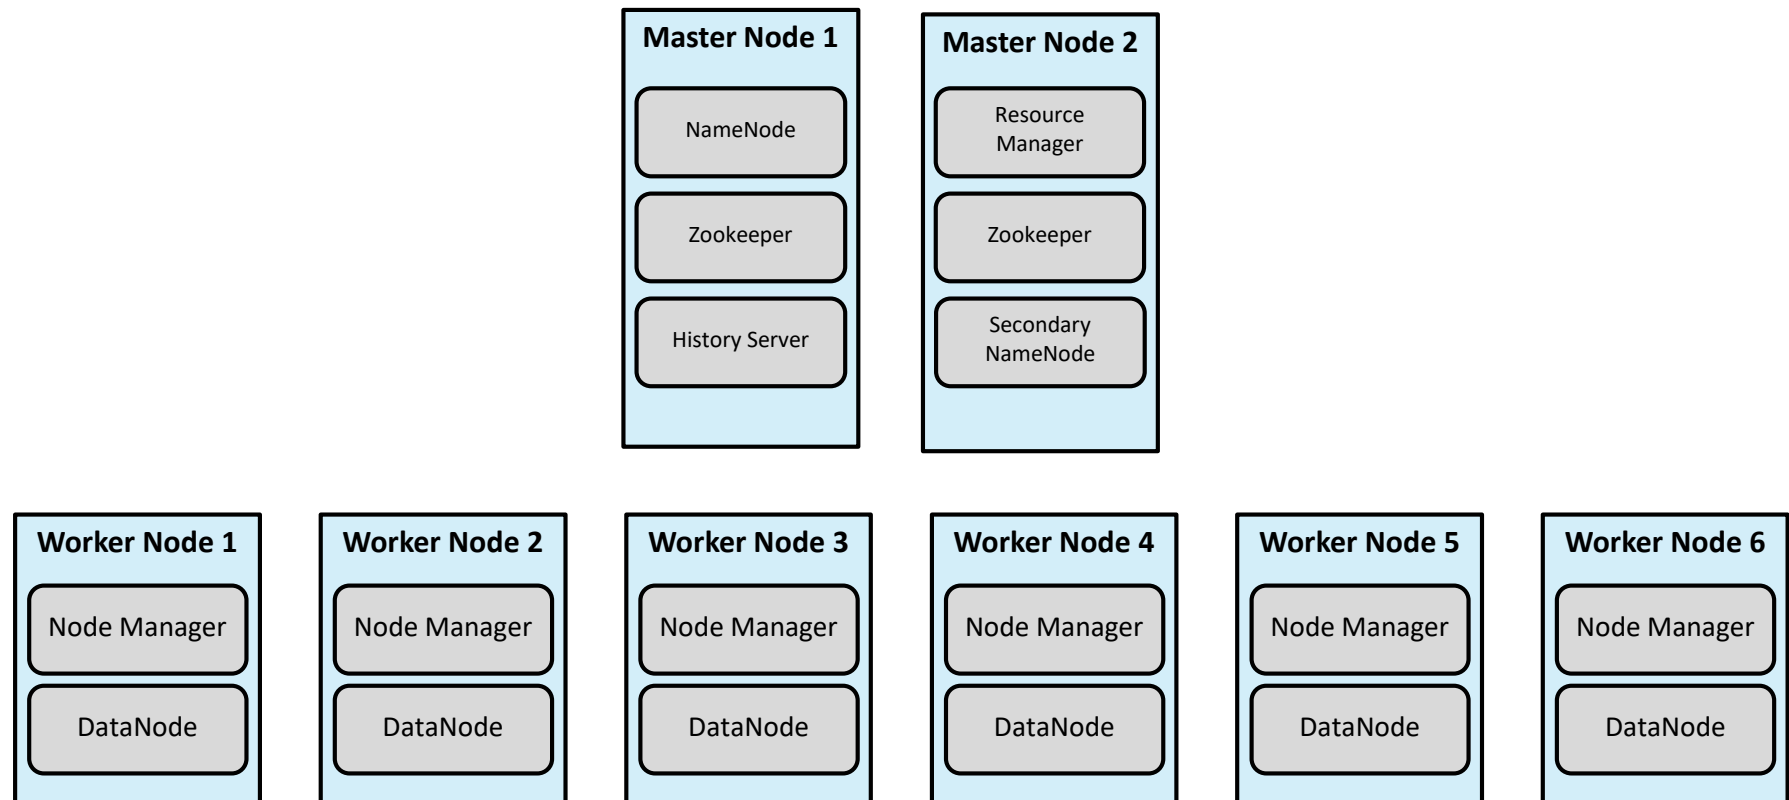 Master Node 1
NameNode
Zookeeper
History Server
Master Node 2
Resource
Manager
Zookeeper
Secondary
NameNode
Worker Node 1
Node Manager
DataNode
Worker Node 2
Node Manager
DataNode
Worker Node 3
Node Manager
DataNode
Worker Node 4
Node Manager
DataNode
Worker Node 5
Node Manager
DataNode
Worker Node 6
Node Manager
DataNode